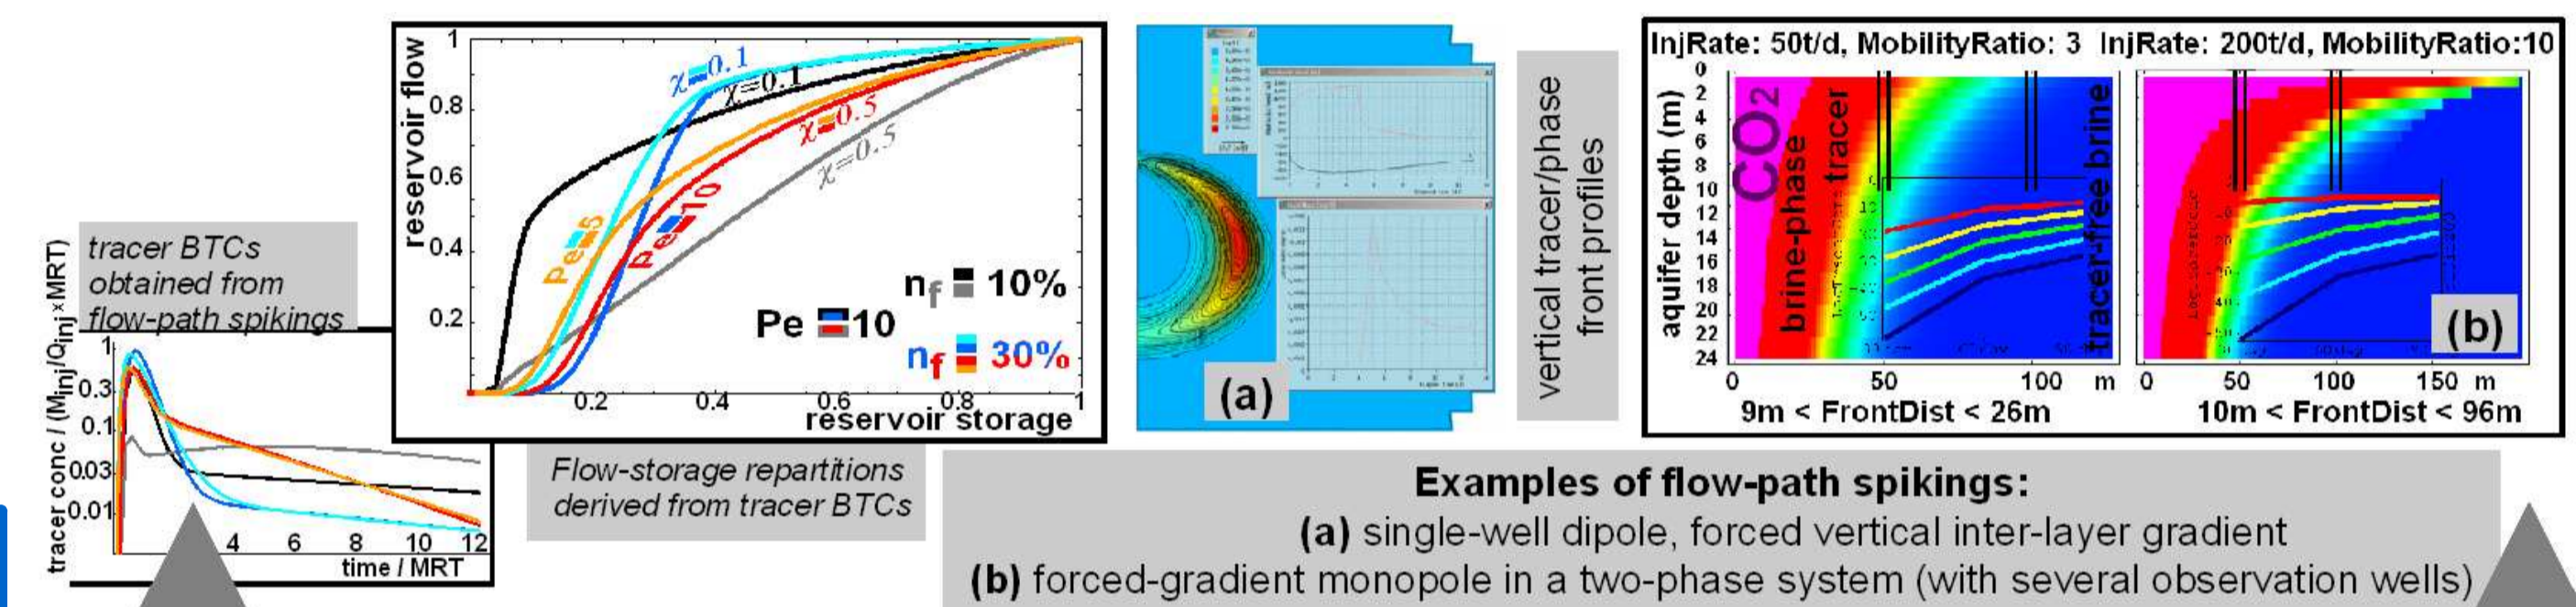 tracer BTCs
obtained from
flow-path spikings
tracer conc / (Minj/Qinj×MRT)
1
0.3
0.1
0.03
0.01
4 6 8 10 12
time / MRT
reservoir flow
1
0.8
0.6
0.4
0.2
χ=0.1
χ=0.1
χ=0.5
χ=0.5
Pe=5
Pe=10
nf = 10%
Pe = 10
nf = 30%
0.2 0.4 0.6 0.8 1
reservoir storage
Flow-storage repartitions
derived from tracer BTCs
(a)
vertical tracer/phase
front profiles
InjRate: 50t/d, MobilityRatio: 3 InjRate: 200t/d, MobilityRatio:10
aquifer depth (m)
0
2
4
6
8
10
12
14
16
18
20
22
24
CO2
brine-phase
tracer
tracer-free brine
(b)
0 50 100 m
0 50 100 150 m
9m < FrontDist < 26m
10m < FrontDist < 96m
Examples of flow-path spikings:
(a) single-well dipole, forced vertical inter-layer gradient
(b) forced-gradient monopole in a two-phase system (with several observation wells)